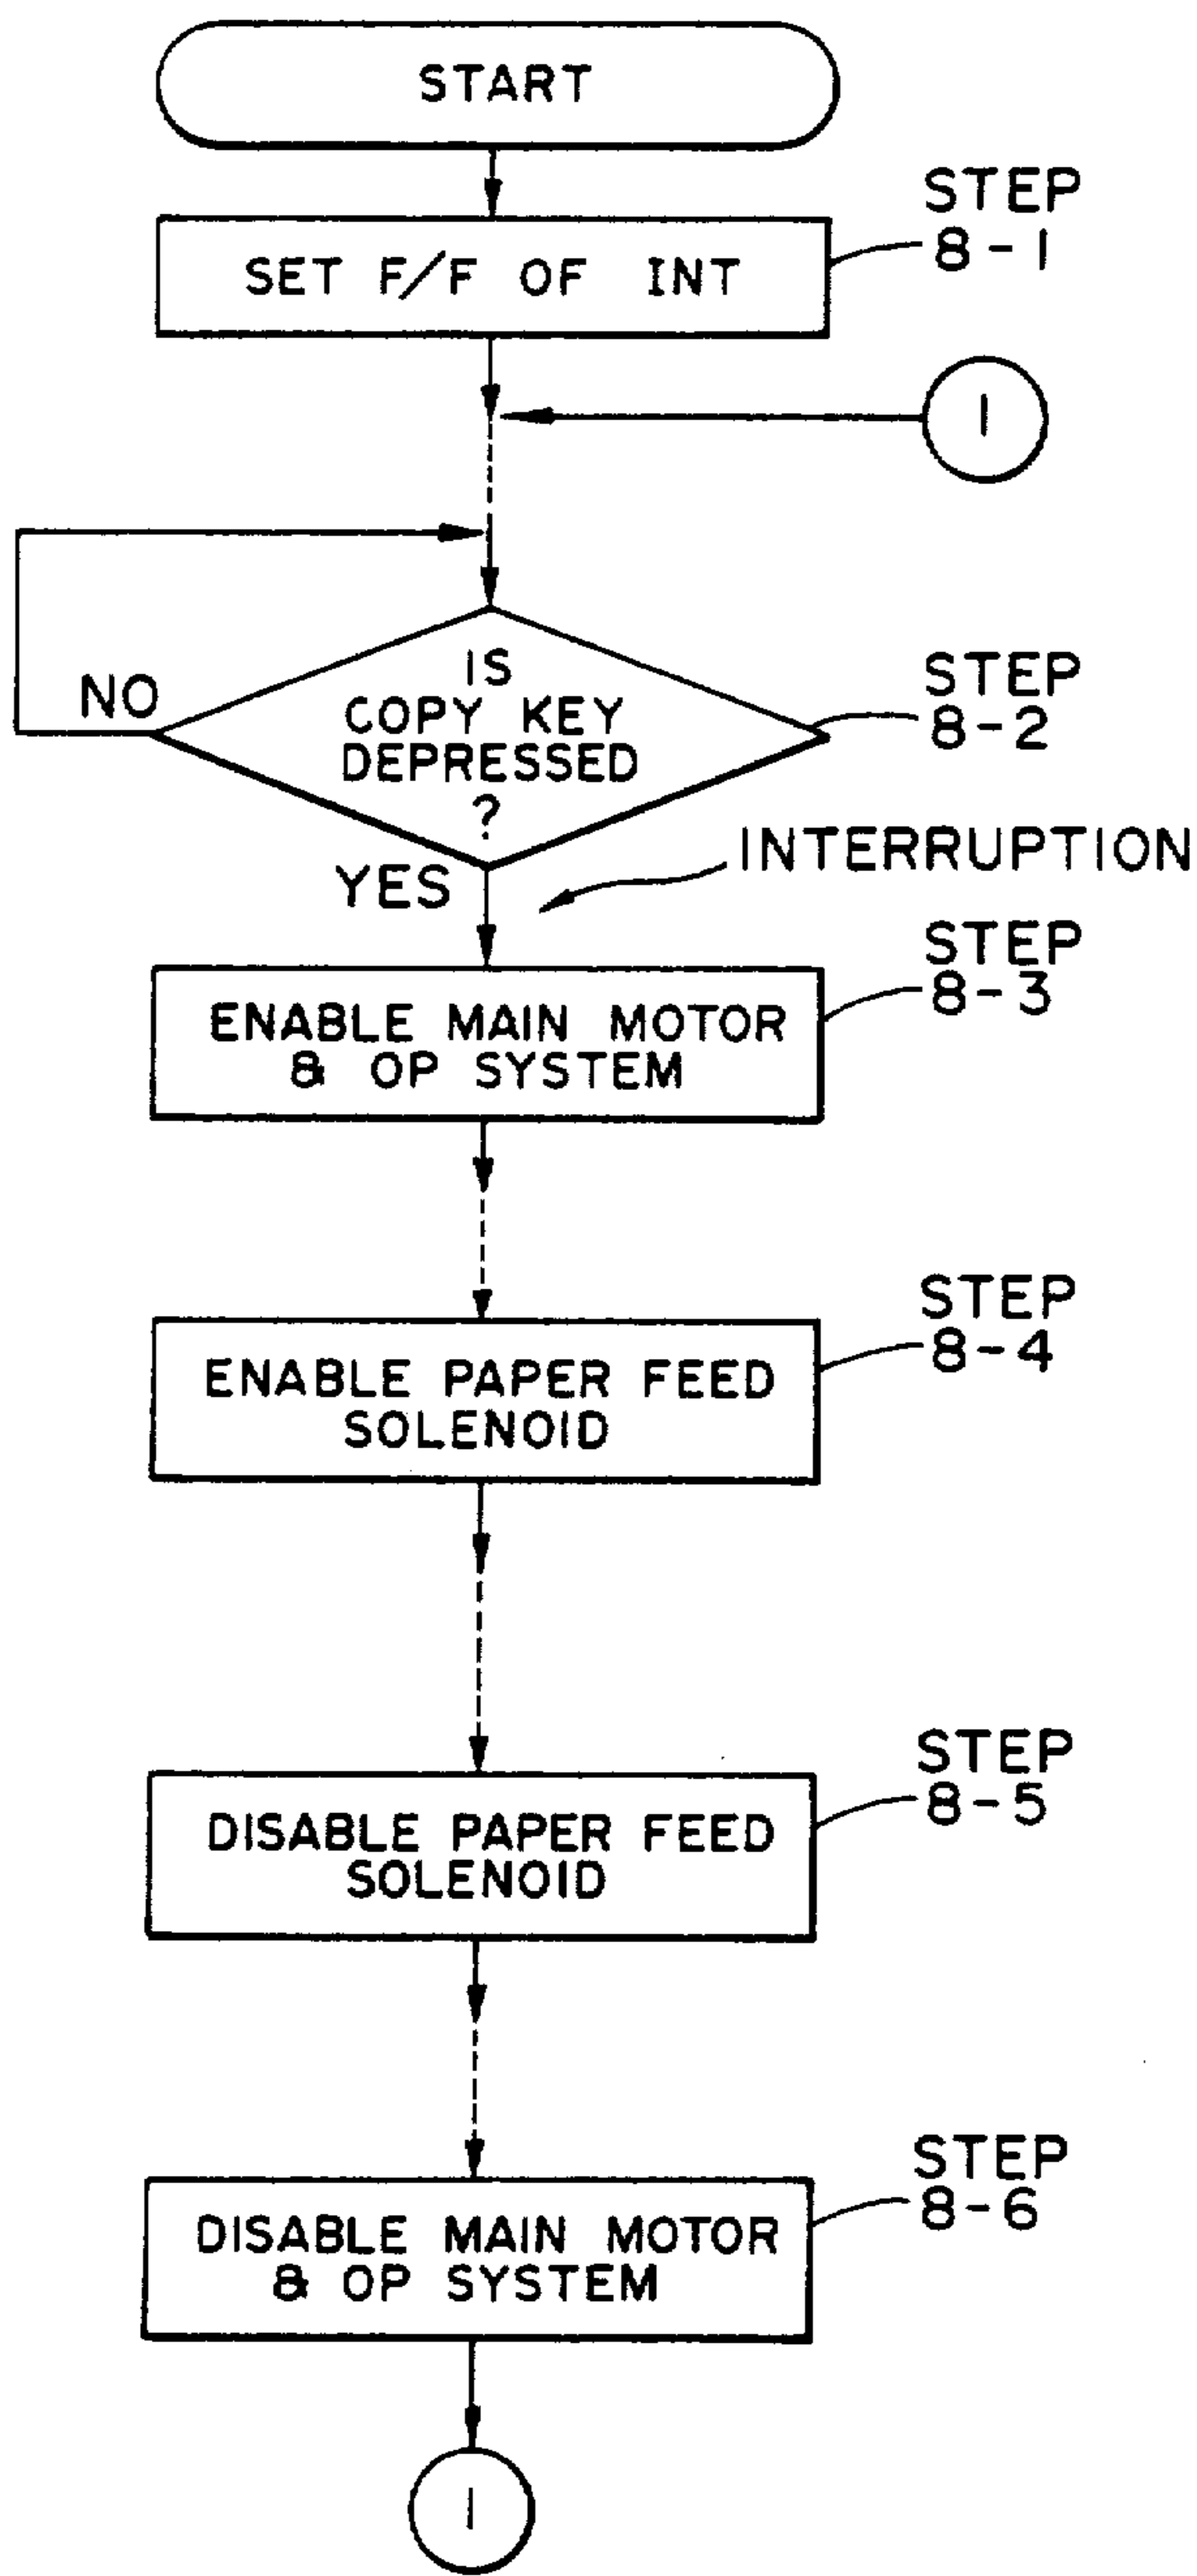 START
STEP
8-1
SET F/F OF INT
1
IS
COPY KEY
DEPRESSED
?
NO
STEP
8-2
YES
INTERRUPTION
STEP
8-3
ENABLE MAIN MOTOR
& OP SYSTEM
STEP
8-4
ENABLE PAPER FEED
SOLENOID
STEP
8-5
DISABLE PAPER FEED
SOLENOID
STEP
8-6
DISABLE MAIN MOTOR
& OP SYSTEM
1